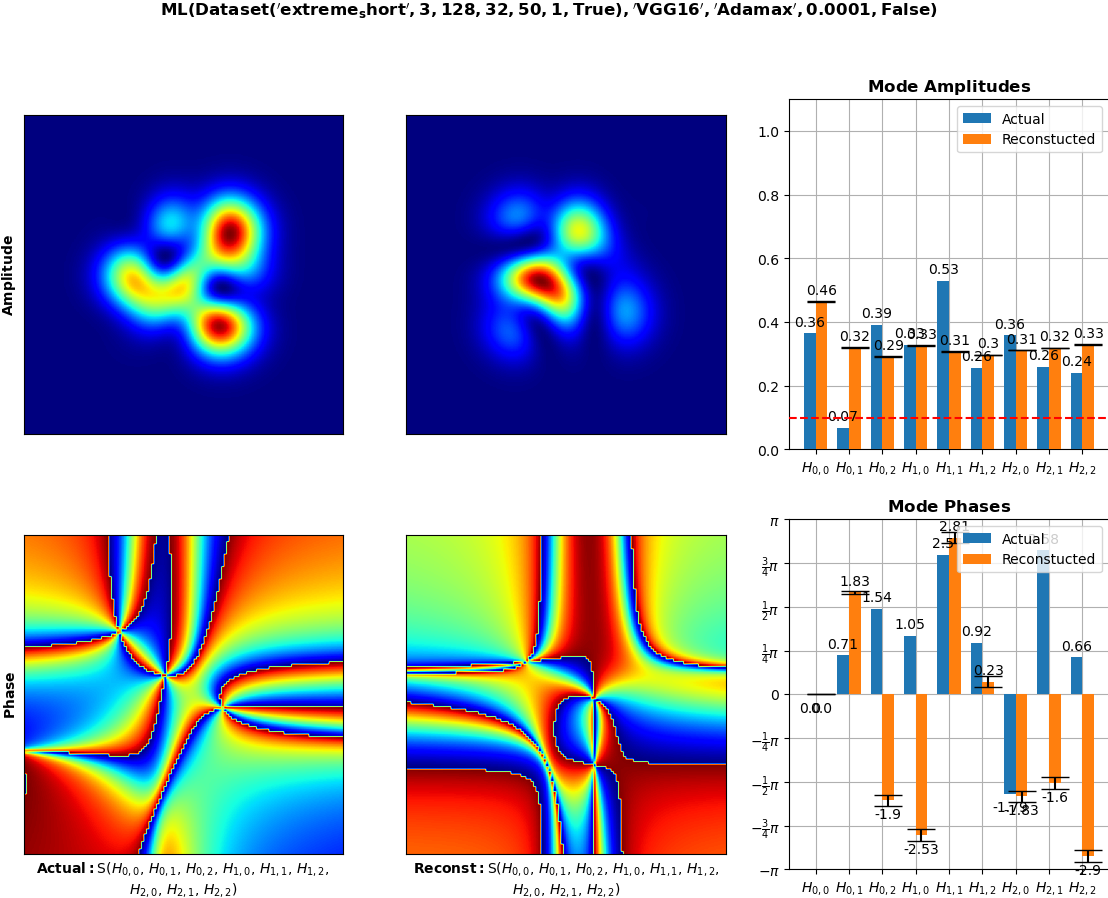 ML(Dataset('extreme_short', 3, 128, 32, 50, 1, True), 'VGG16', 'Adamax', 0.0001, False)
Amplitude
Mode Amplitudes
Actual
Reconstucted
1.0
0.8
0.6
0.4
0.2
0.0
0.36 0.46
0.07 0.32
0.39 0.29
0.33 0.33
0.53 0.31
0.26 0.3
0.36 0.31
0.26 0.32
0.24 0.33
H0,0 H0,1 H0,2 H1,0 H1,1 H1,2 H2,0 H2,1 H2,2
Phase
Actual: S(H0,0, H0,1, H0,2, H1,0, H1,1, H1,2,
H2,0, H2,1, H2,2)
Reconst: S(H0,0, H0,1, H0,2, H1,0, H1,1, H1,2,
H2,0, H2,1, H2,2)
Mode Phases
Actual
Reconstucted
π
3/4π
1/2π
1/4π
0
−1/4π
−1/2π
−3/4π
−π
0.0 0.0
0.71 1.83
1.54 -1.9
1.05 -2.53
2.81
0.92 0.23
-1.83
-1.6
0.66 -2.9
H0,0 H0,1 H0,2 H1,0 H1,1 H1,2 H2,0 H2,1 H2,2